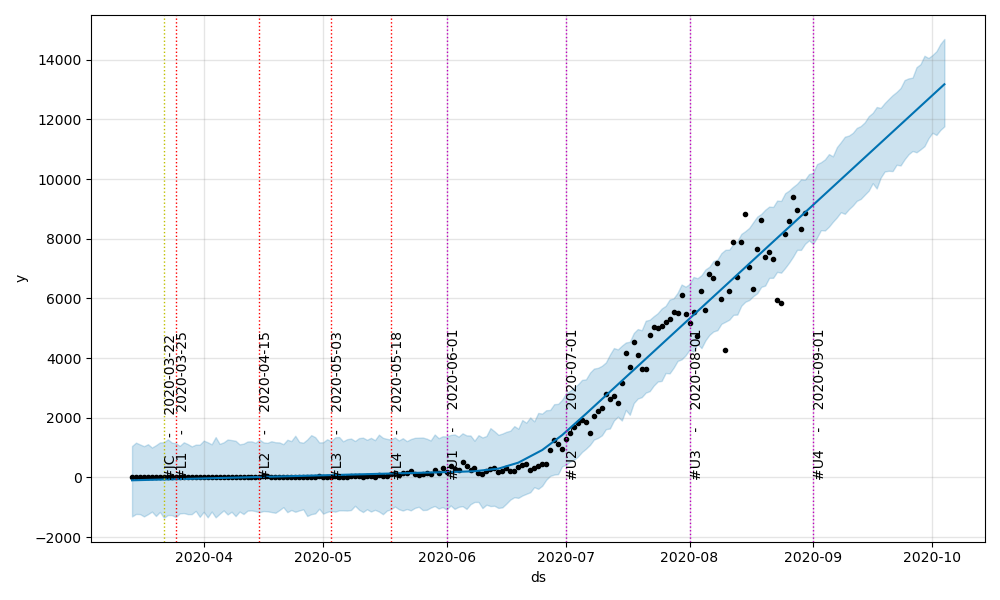 14000
12000
10000
8000
6000
4000
2000
0
−2000
y
#C - 2020-03-22
#L1 - 2020-03-25
#L2 - 2020-04-15
#L3 - 2020-05-03
#L4 - 2020-05-18
#U1 - 2020-06-01
#U2 - 2020-07-01
#U3 - 2020-08-01
#U4 - 2020-09-01
2020-04
2020-05
2020-06
2020-07
2020-08
2020-09
2020-10
ds